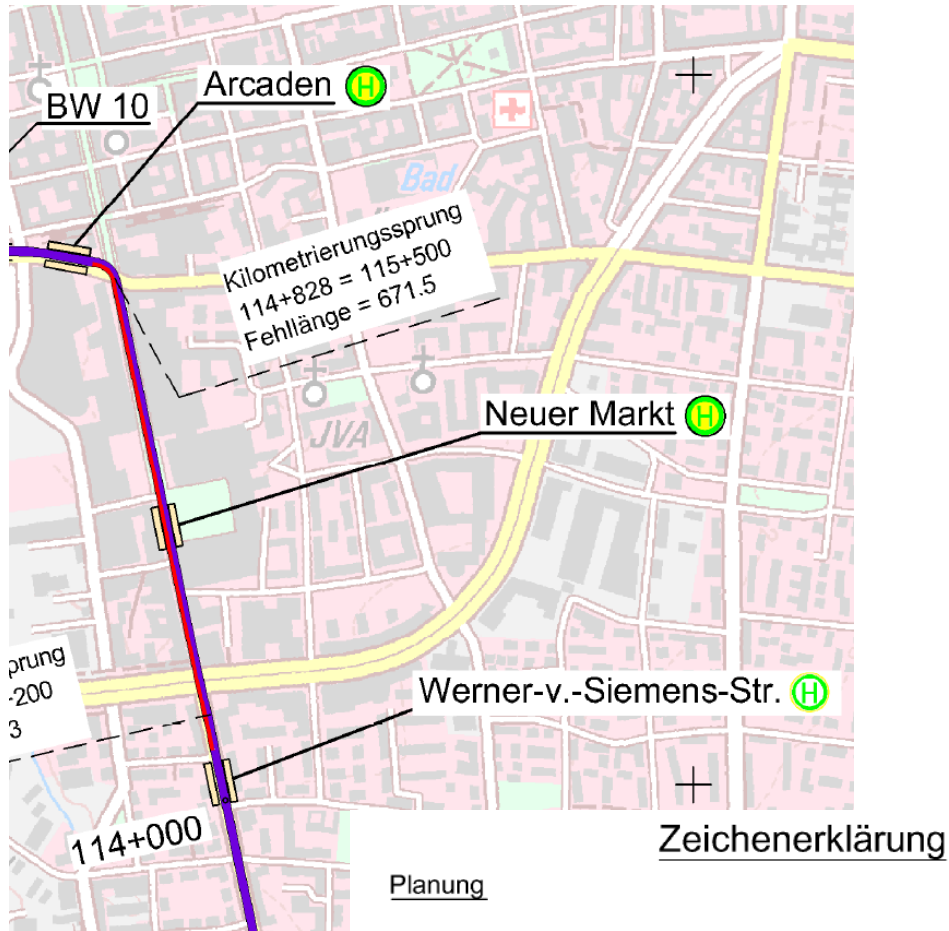 Arcaden H
BW 10
Bad
Kilometrierungssprung
114+828 = 115+500
Fehllänge = 671.5
Neuer Markt H
JVA
prung
-200
3
Werner-v.-Siemens-Str. H
114+000
Zeichenerklärung
Planung